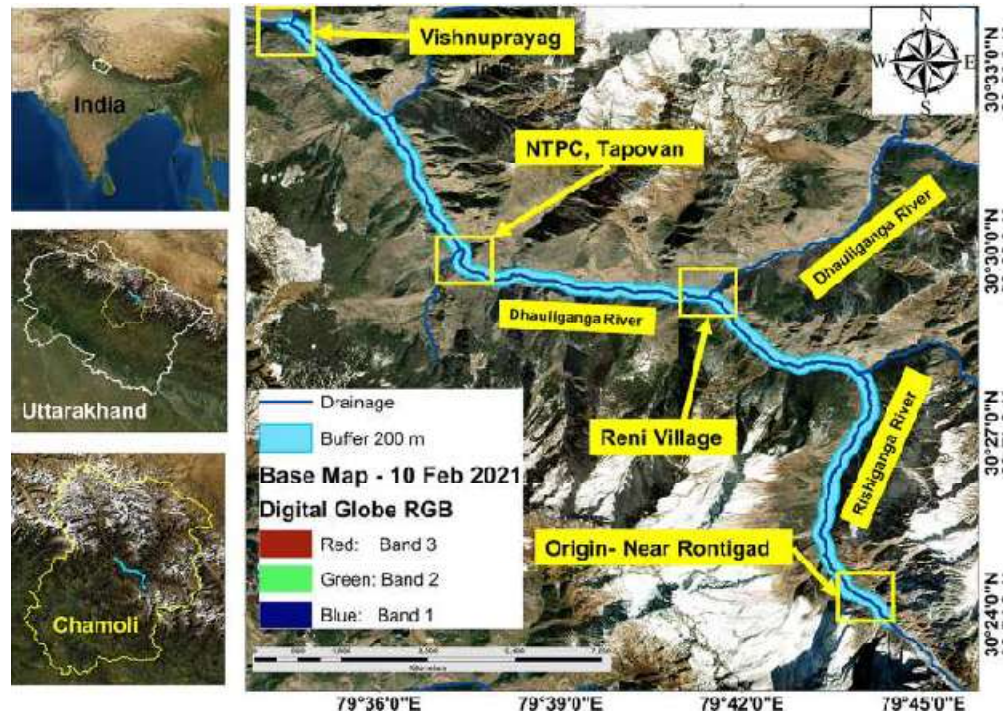 India
Uttarakhand
Chamoli
Vishnuprayag
NTPC, Tapovan
Dhauliganga River
Dhauliganga River
Reni Village
Rishiganga River
Origin- Near Rontigad
Drainage
Buffer 200 m
Base Map - 10 Feb 2021
Digital Globe RGB
Red: Band 3
Green: Band 2
Blue: Band 1
N
W
E
S
30°33'0"N
30°30'0"N
30°27'0"N
30°24'0"N
79°36'0"E
79°39'0"E
79°42'0"E
79°45'0"E